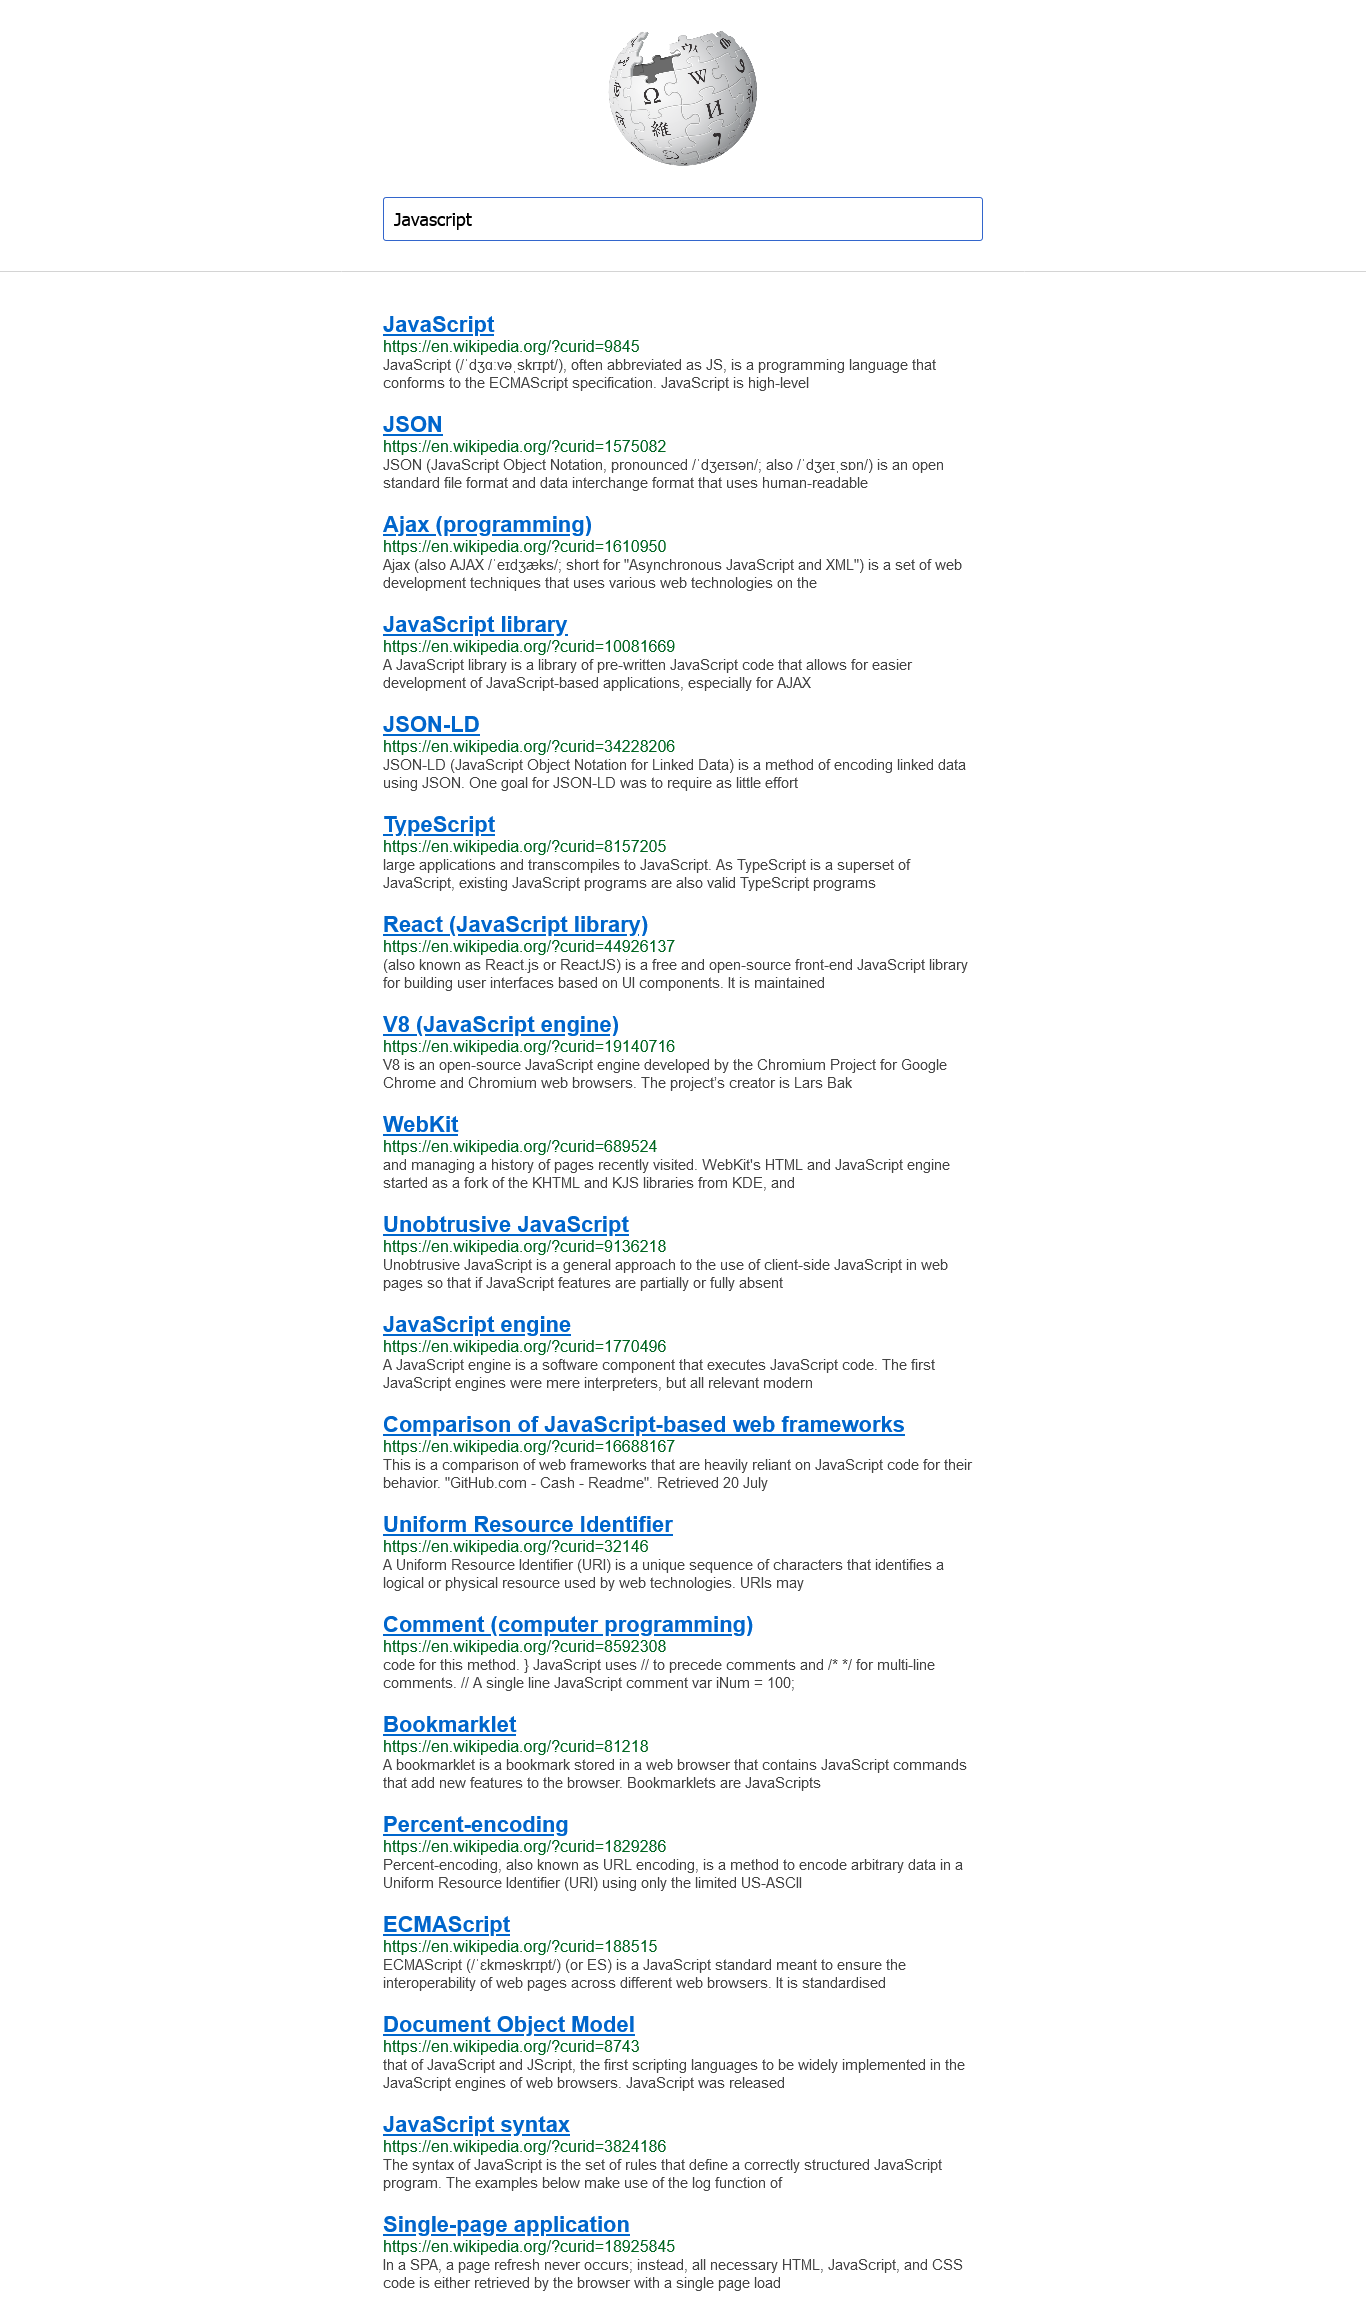 Ω W И 維 ע
Javascript
JavaScript
https://en.wikipedia.org/?curid=9845
JavaScript (/ˈdʒɑːvəˌskrɪpt/), often abbreviated as JS, is a programming language that
conforms to the ECMAScript specification. JavaScript is high-level
JSON
https://en.wikipedia.org/?curid=1575082
JSON (JavaScript Object Notation, pronounced /ˈdʒeɪsən/; also /ˈdʒeɪˌsɒn/) is an open
standard file format and data interchange format that uses human-readable
Ajax (programming)
https://en.wikipedia.org/?curid=1610950
Ajax (also AJAX /ˈeɪdʒæks/; short for "Asynchronous JavaScript and XML") is a set of web
development techniques that uses various web technologies on the
JavaScript library
https://en.wikipedia.org/?curid=10081669
A JavaScript library is a library of pre-written JavaScript code that allows for easier
development of JavaScript-based applications, especially for AJAX
JSON-LD
https://en.wikipedia.org/?curid=34228206
JSON-LD (JavaScript Object Notation for Linked Data) is a method of encoding linked data
using JSON. One goal for JSON-LD was to require as little effort
TypeScript
https://en.wikipedia.org/?curid=8157205
large applications and transcompiles to JavaScript. As TypeScript is a superset of
JavaScript, existing JavaScript programs are also valid TypeScript programs
React (JavaScript library)
https://en.wikipedia.org/?curid=44926137
(also known as React.js or ReactJS) is a free and open-source front-end JavaScript library
for building user interfaces based on UI components. It is maintained
V8 (JavaScript engine)
https://en.wikipedia.org/?curid=19140716
V8 is an open-source JavaScript engine developed by the Chromium Project for Google
Chrome and Chromium web browsers. The project's creator is Lars Bak
WebKit
https://en.wikipedia.org/?curid=689524
and managing a history of pages recently visited. WebKit's HTML and JavaScript engine
started as a fork of the KHTML and KJS libraries from KDE, and
Unobtrusive JavaScript
https://en.wikipedia.org/?curid=9136218
Unobtrusive JavaScript is a general approach to the use of client-side JavaScript in web
pages so that if JavaScript features are partially or fully absent
JavaScript engine
https://en.wikipedia.org/?curid=1770496
A JavaScript engine is a software component that executes JavaScript code. The first
JavaScript engines were mere interpreters, but all relevant modern
Comparison of JavaScript-based web frameworks
https://en.wikipedia.org/?curid=16688167
This is a comparison of web frameworks that are heavily reliant on JavaScript code for their
behavior. "GitHub.com - Cash - Readme". Retrieved 20 July
Uniform Resource Identifier
https://en.wikipedia.org/?curid=32146
A Uniform Resource Identifier (URI) is a unique sequence of characters that identifies a
logical or physical resource used by web technologies. URIs may
Comment (computer programming)
https://en.wikipedia.org/?curid=8592308
code for this method. } JavaScript uses // to precede comments and /* */ for multi-line
comments. // A single line JavaScript comment var iNum = 100;
Bookmarklet
https://en.wikipedia.org/?curid=81218
A bookmarklet is a bookmark stored in a web browser that contains JavaScript commands
that add new features to the browser. Bookmarklets are JavaScripts
Percent-encoding
https://en.wikipedia.org/?curid=1829286
Percent-encoding, also known as URL encoding, is a method to encode arbitrary data in a
Uniform Resource Identifier (URI) using only the limited US-ASCII
ECMAScript
https://en.wikipedia.org/?curid=188515
ECMAScript (/ˈɛkməskrɪpt/) (or ES) is a JavaScript standard meant to ensure the
interoperability of web pages across different web browsers. It is standardised
Document Object Model
https://en.wikipedia.org/?curid=8743
that of JavaScript and JScript, the first scripting languages to be widely implemented in the
JavaScript engines of web browsers. JavaScript was released
JavaScript syntax
https://en.wikipedia.org/?curid=3824186
The syntax of JavaScript is the set of rules that define a correctly structured JavaScript
program. The examples below make use of the log function of
Single-page application
https://en.wikipedia.org/?curid=18925845
In a SPA, a page refresh never occurs; instead, all necessary HTML, JavaScript, and CSS
code is either retrieved by the browser with a single page load